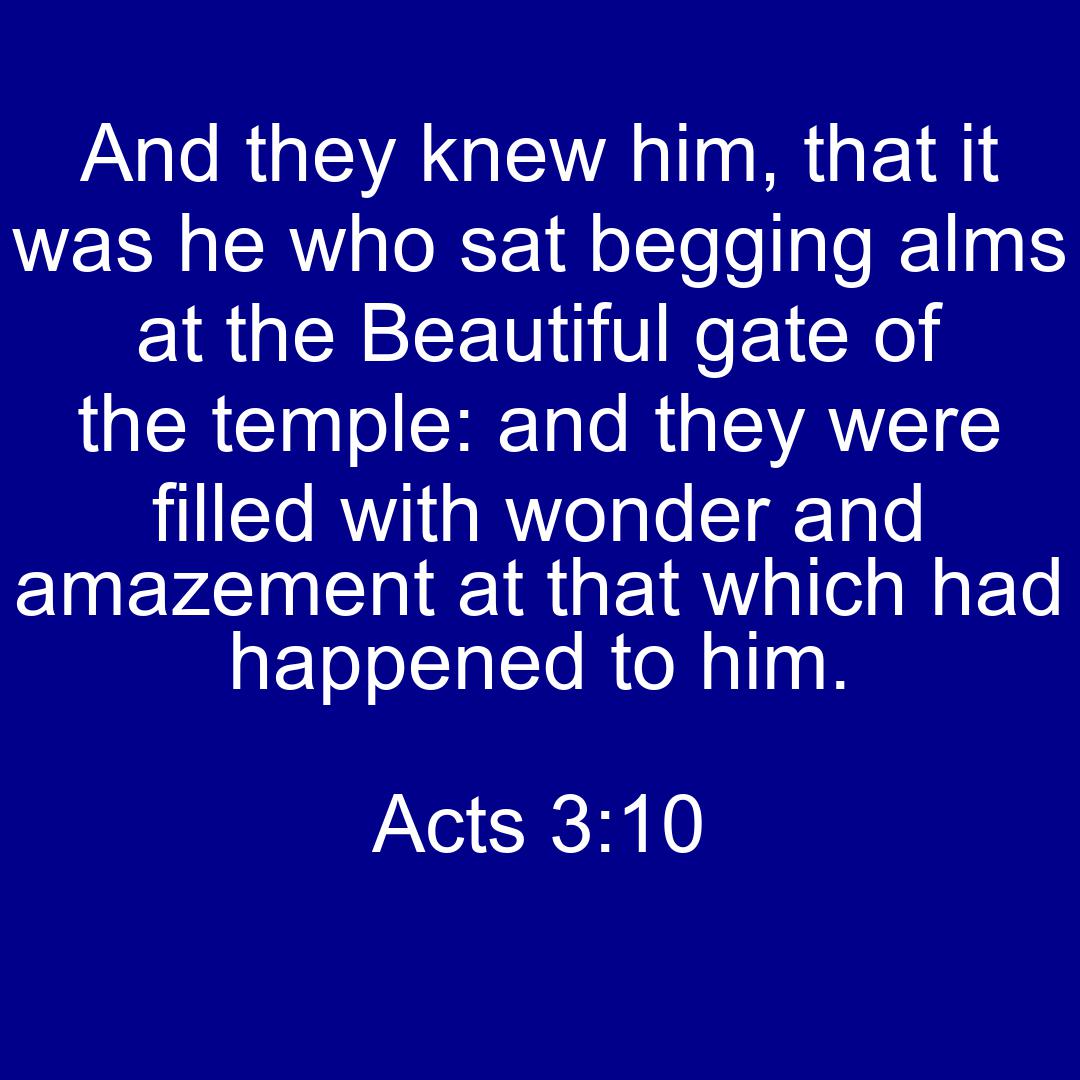 And they knew him, that it
was he who sat begging alms
at the Beautiful gate of
the temple: and they were
filled with wonder and
amazement at that which had
happened to him.
Acts 3:10